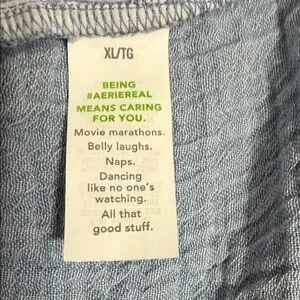 XL/TG
BEING
#AERIEREAL
MEANS CARING
FOR YOU.
Movie marathons.
Belly laughs.
Naps.
Dancing
like no one's
watching.
All that
good stuff.